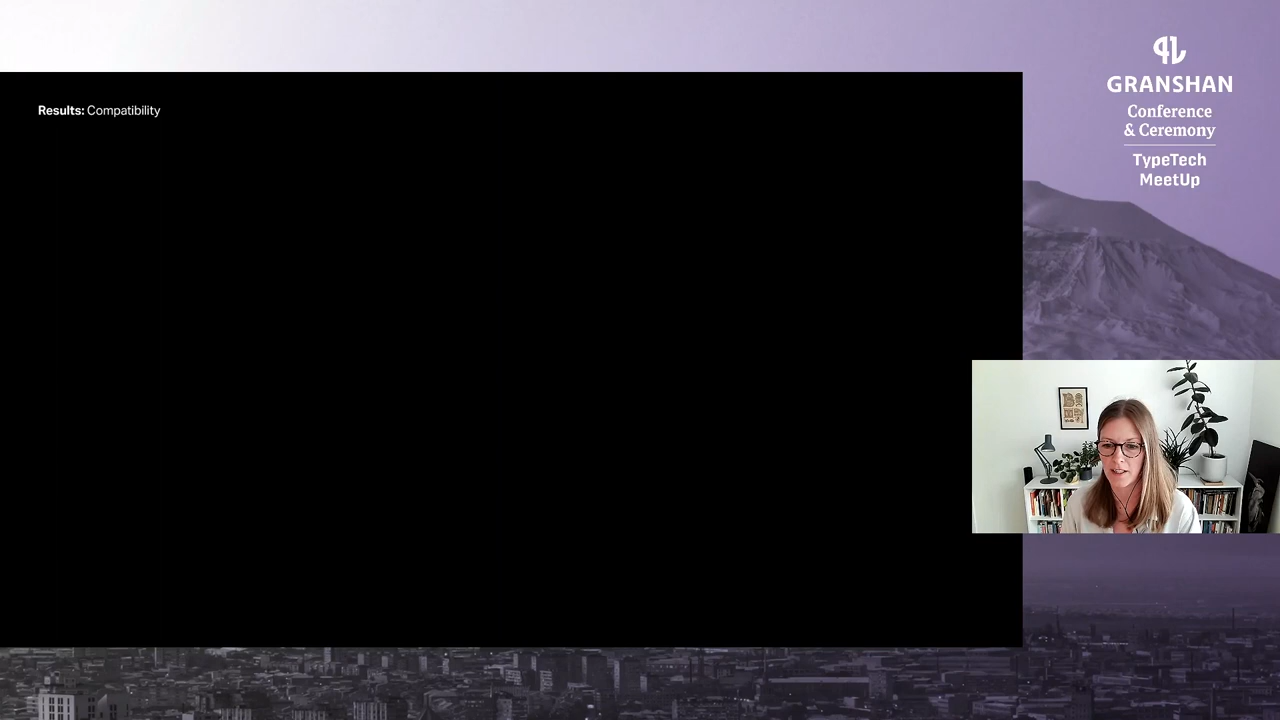 Results: Compatibility
GRANSHAN
Conference
& Ceremony
TypeTech
MeetUp